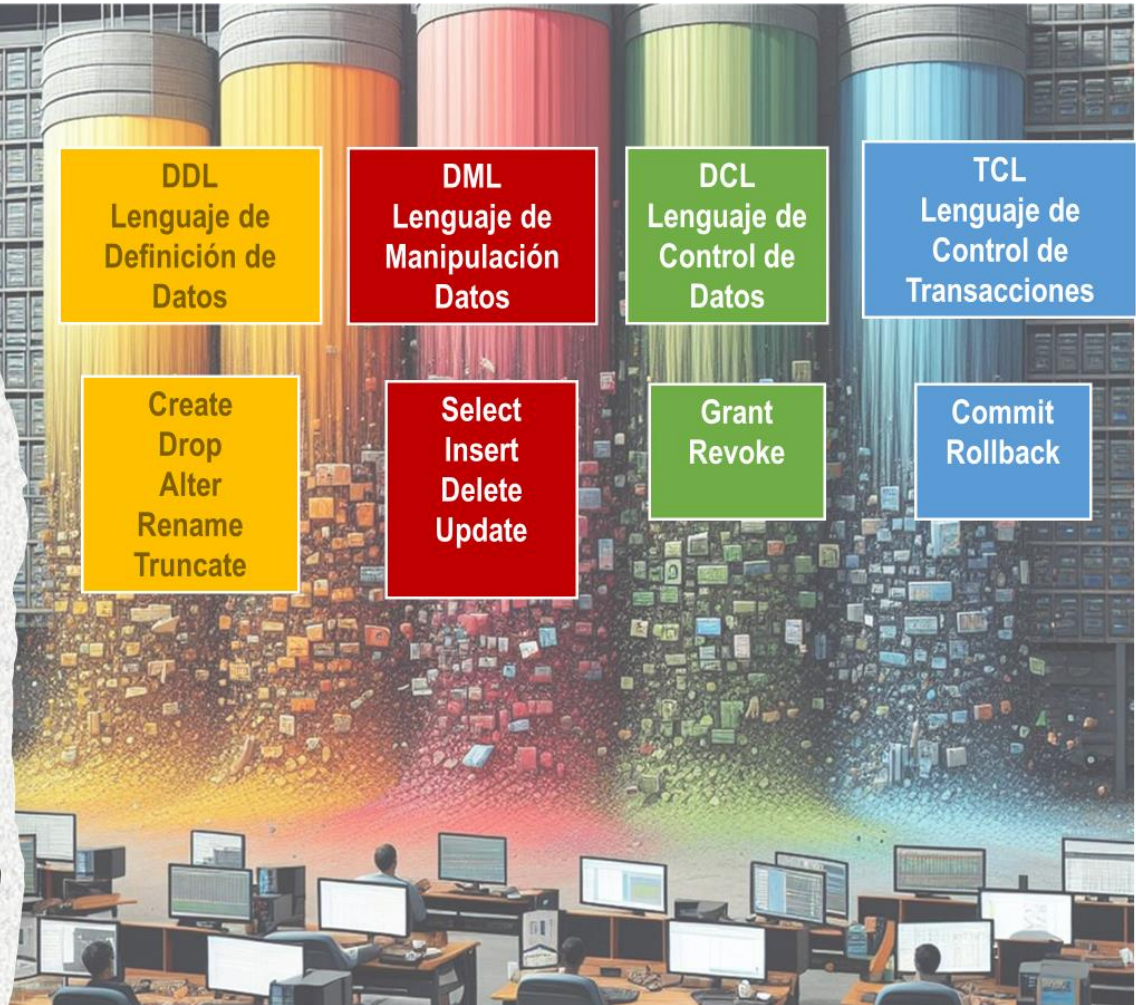 DDL
Lenguaje de
Definición de
Datos
DML
Lenguaje de
Manipulación
Datos
DCL
Lenguaje de
Control de
Datos
TCL
Lenguaje de
Control de
Transacciones
Create
Drop
Alter
Rename
Truncate
Select
Insert
Delete
Update
Grant
Revoke
Commit
Rollback